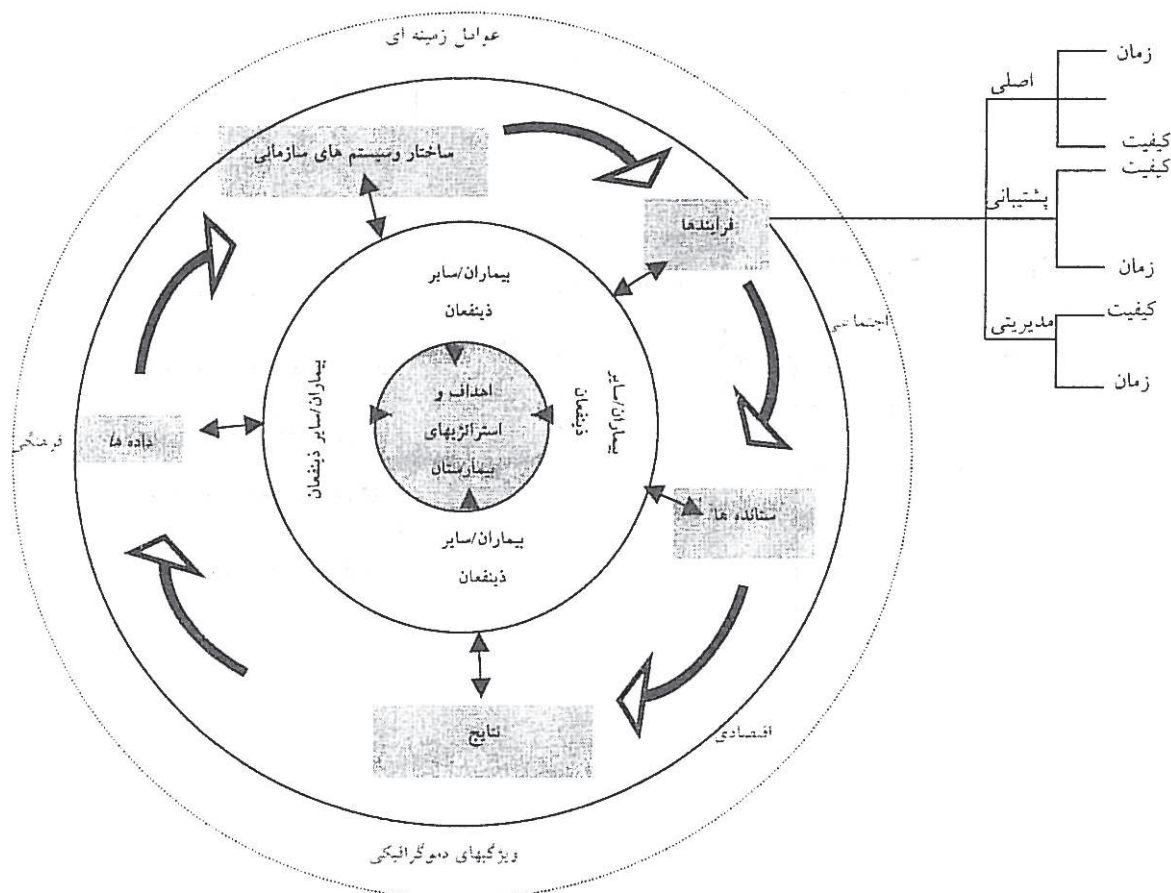 عوامل زمینه ای
زمان
اصلی
کیفیت
کیفیت
پشتیبانی
زمان
کیفیت
مدیریتی
زمان
ساختار وسیستم های سازمانی
فرآیندها
اجتماعی
بیماران/سایر
ذینفعان
بیماران/سایر
ذینفعان
اهداف و
استراتژیهای
بیمارستان
بیماران/سایر ذینفعان
داده ها
فرهنگی
ستانده ها
بیماران/سایر
ذینفعان
نتایج
اقتصادی
ویژگیهای دموگرافیکی